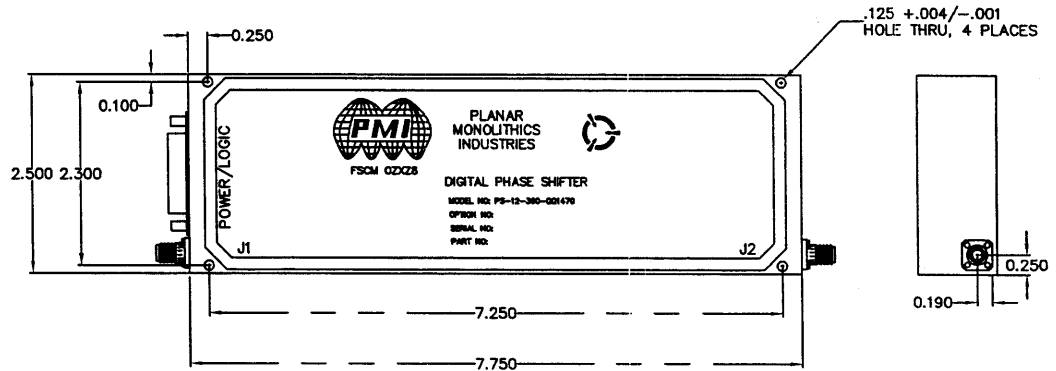 0.250
.125 +.004/-.001
HOLE THRU, 4 PLACES
0.100
2.500
2.300
POWER/LOGIC
PMI
FSCM 0ZXZ8
PLANAR
MONOLITHICS
INDUSTRIES
DIGITAL PHASE SHIFTER
MODEL NO: PS-12-360-001479
OPTION NO:
SERIAL NO:
PART NO:
J1
J2
0.250
0.190
7.250
7.750